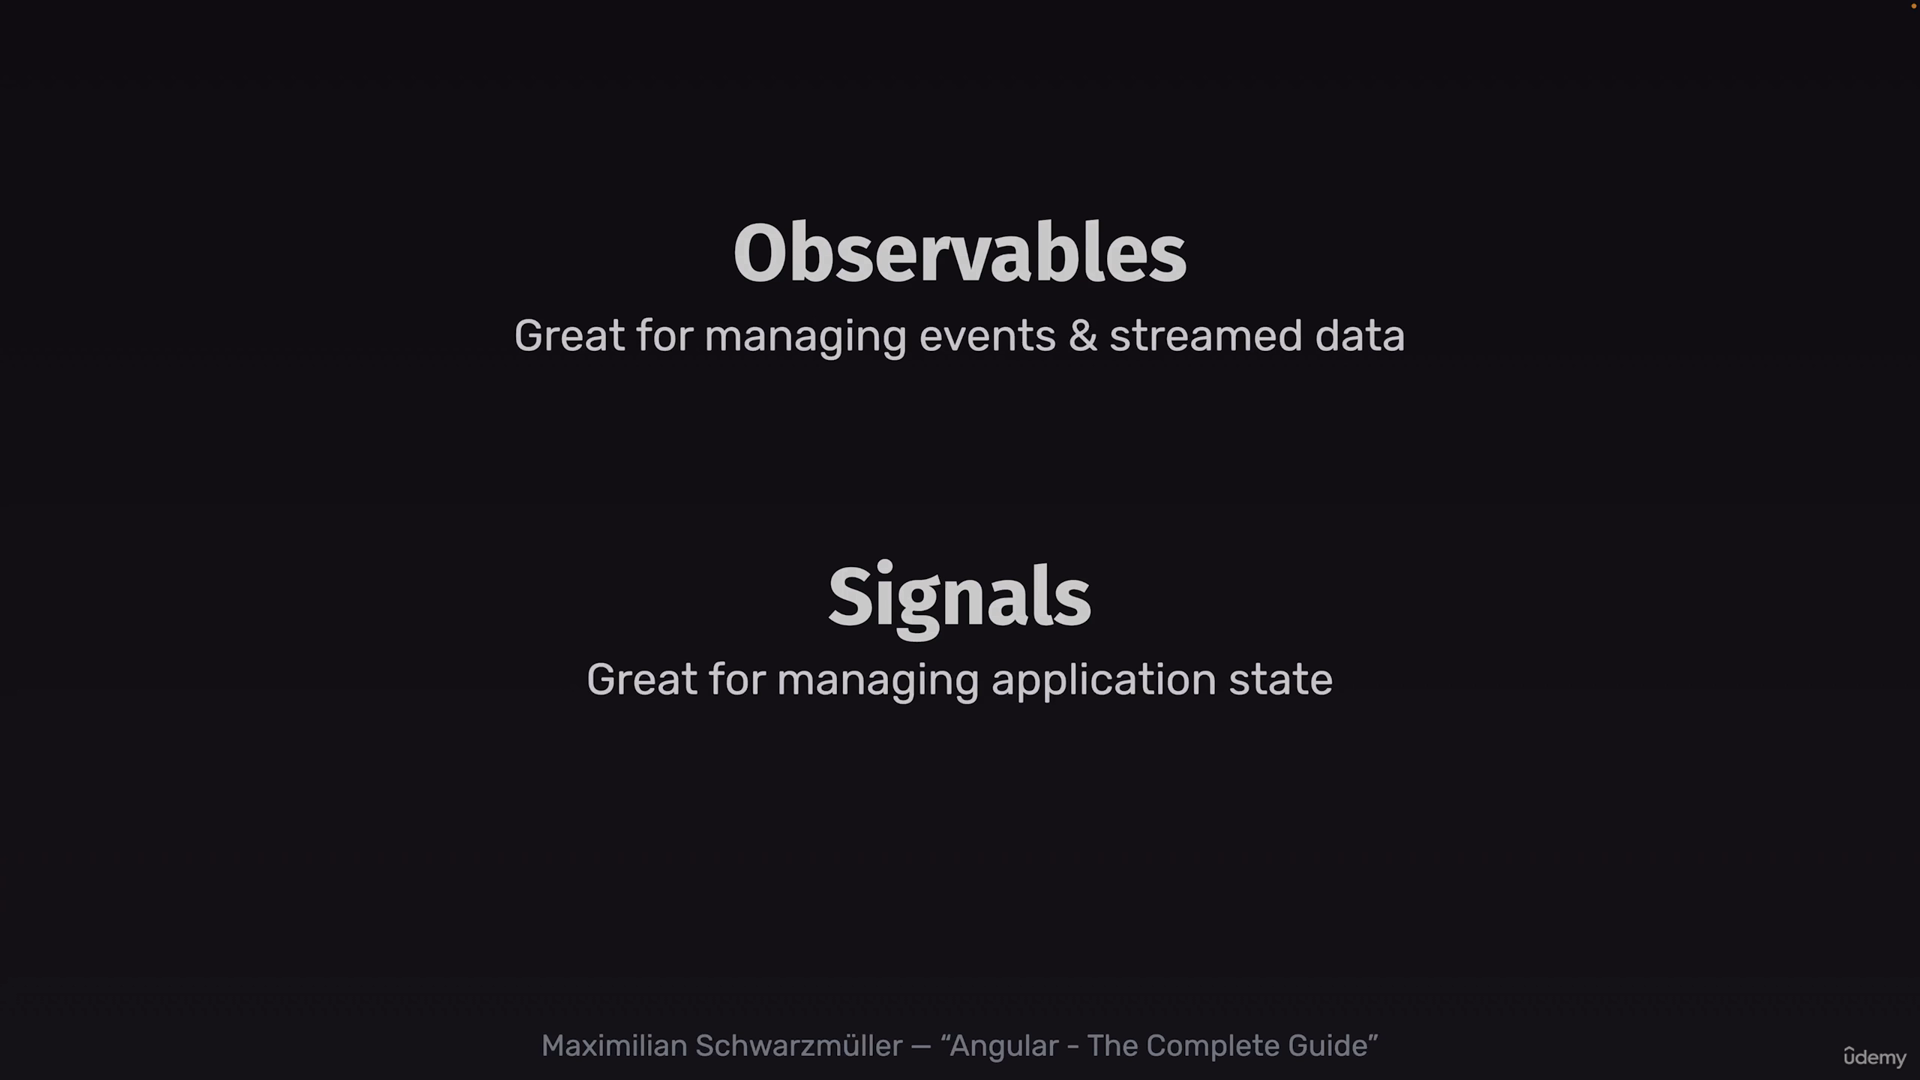 Observables
Great for managing events & streamed data
Signals
Great for managing application state
Maximilian Schwarzmüller — “Angular - The Complete Guide”
ûdemy